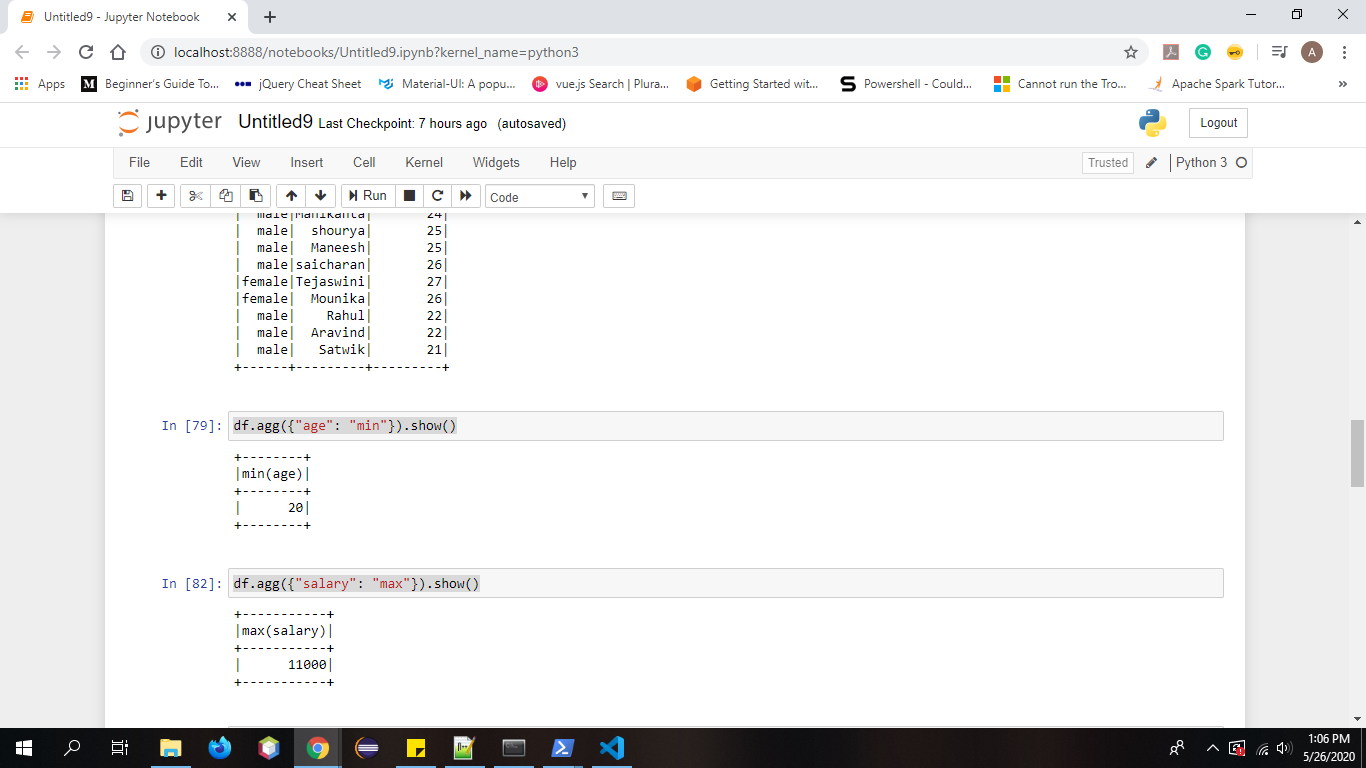 Untitled9 - Jupyter Notebook
localhost:8888/notebooks/Untitled9.ipynb?kernel_name=python3
A
Apps
M Beginner's Guide To...
jQuery Cheat Sheet
Material-UI: A popu...
vue.js Search | Plura...
Getting Started wit...
Powershell - Could...
Cannot run the Tro...
Apache Spark Tutor...
»
jupyter Untitled9 Last Checkpoint: 7 hours ago (autosaved)
Logout
File Edit View Insert Cell Kernel Widgets Help
Trusted
Python 3
Run
Code
|  male|Manikanta|       24|
|  male|  shourya|       25|
|  male|  Maneesh|       25|
|  male|saicharan|       26|
|female|Tejaswini|       27|
|female|  Mounika|       26|
|  male|    Rahul|       22|
|  male|  Aravind|       22|
|  male|   Satwik|       21|
+------+---------+---------+
In [79]: df.agg({"age": "min"}).show()
+--------+
|min(age)|
+--------+
|      20|
+--------+
In [82]: df.agg({"salary": "max"}).show()
+-----------+
|max(salary)|
+-----------+
|      11000|
+-----------+
1:06 PM
5/26/2020